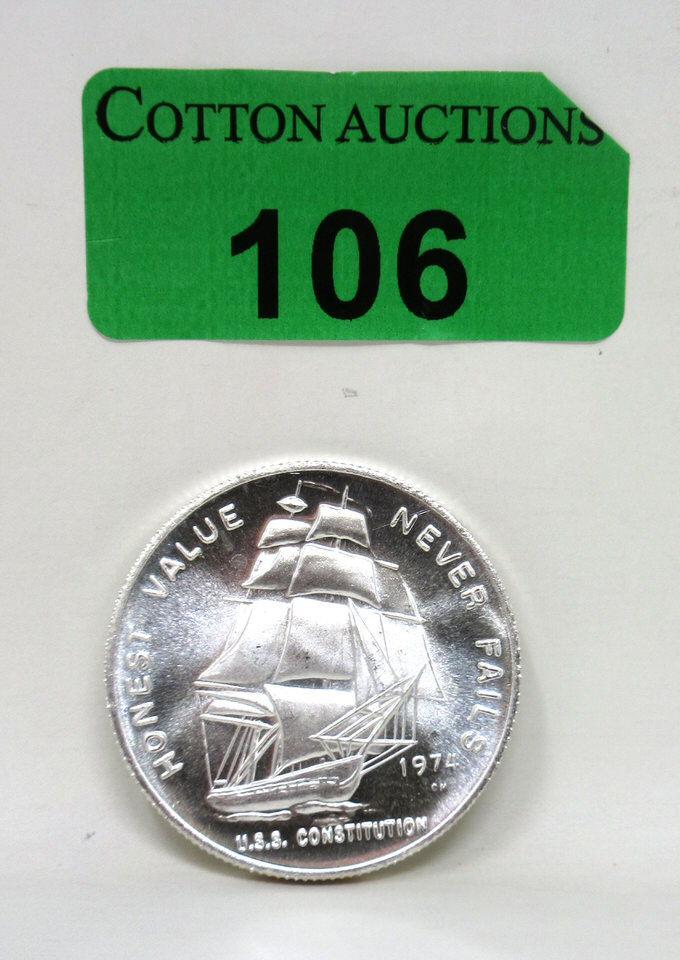 COTTON AUCTIONS
106
HONEST VALUE NEVER FAILS
1974
U.S.S. CONSTITUTION